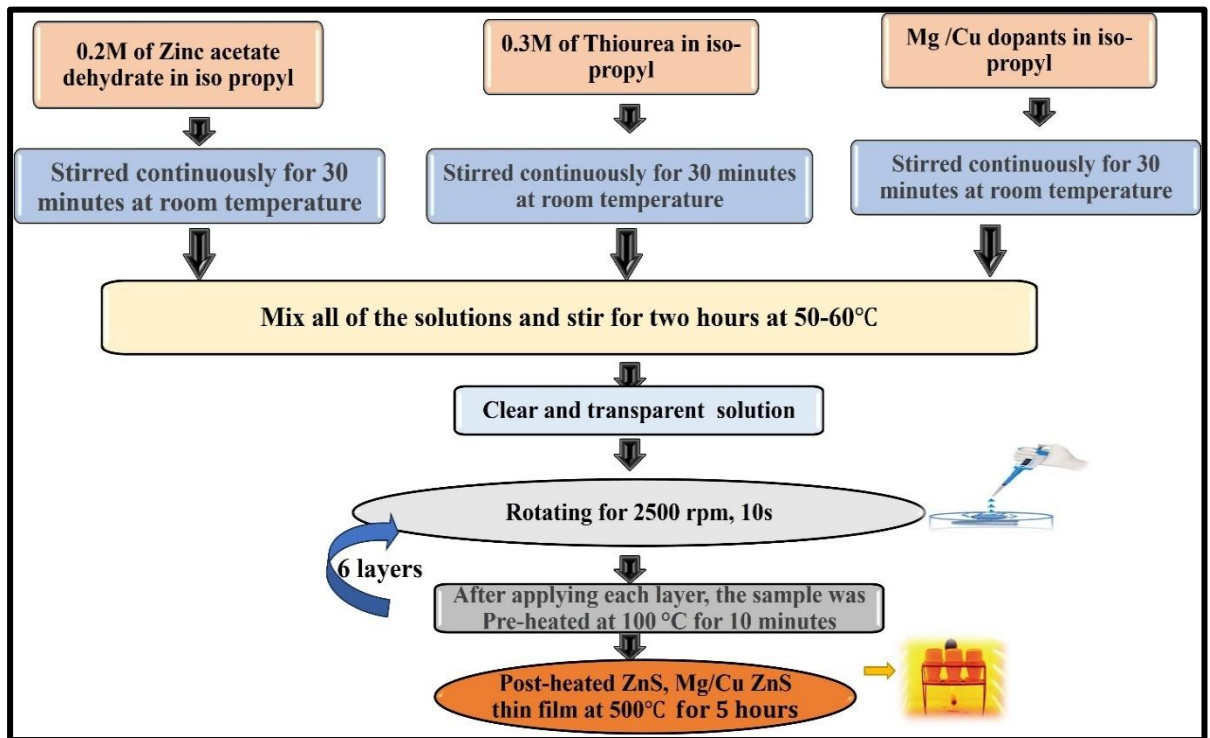 0.2M of Zinc acetate
dehydrate in iso propyl
0.3M of Thiourea in iso-
propyl
Mg /Cu dopants in iso-
propyl
Stirred continuously for 30
minutes at room temperature
Stirred continuously for 30 minutes
at room temperature
Stirred continuously for 30
minutes at room temperature
Mix all of the solutions and stir for two hours at 50-60℃
Clear and transparent solution
Rotating for 2500 rpm, 10s
6 layers
After applying each layer, the sample was
Pre-heated at 100 °C for 10 minutes
Post-heated ZnS, Mg/Cu ZnS
thin film at 500℃ for 5 hours